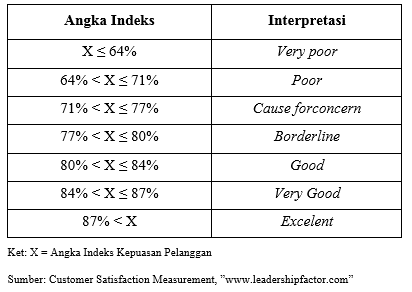 Angka Indeks Interpretasi
X ≤ 64% Very poor
64% < X ≤ 71% Poor
71% < X ≤ 77% Cause forconcern
77% < X ≤ 80% Borderline
80% < X ≤ 84% Good
84% < X ≤ 87% Very Good
87% < X Excelent
Ket: X = Angka Indeks Kepuasan Pelanggan
Sumber: Customer Satisfaction Measurement, ”www.leadershipfactor.com”